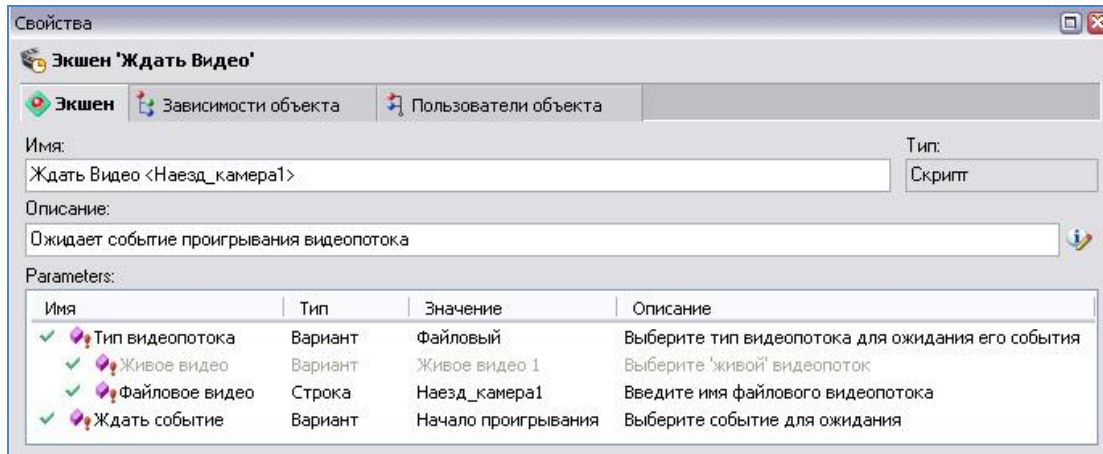 Свойства
Экшен 'Ждать Видео'
Экшен Зависимости объекта Пользователи объекта
Имя: Тип:
Ждать Видео <Наезд_камера1> Скрипт
Описание:
Ожидает событие проигрывания видеопотока
Parameters:
Имя Тип Значение Описание
Тип видеопотока Вариант Файловый Выберите тип видеопотока для ожидания его события
Живое видео Вариант Живое видео 1 Выберите 'живой' видеопоток
Файловое видео Строка Наезд_камера1 Введите имя файлового видеопотока
Ждать событие Вариант Начало проигрывания Выберите событие для ожидания